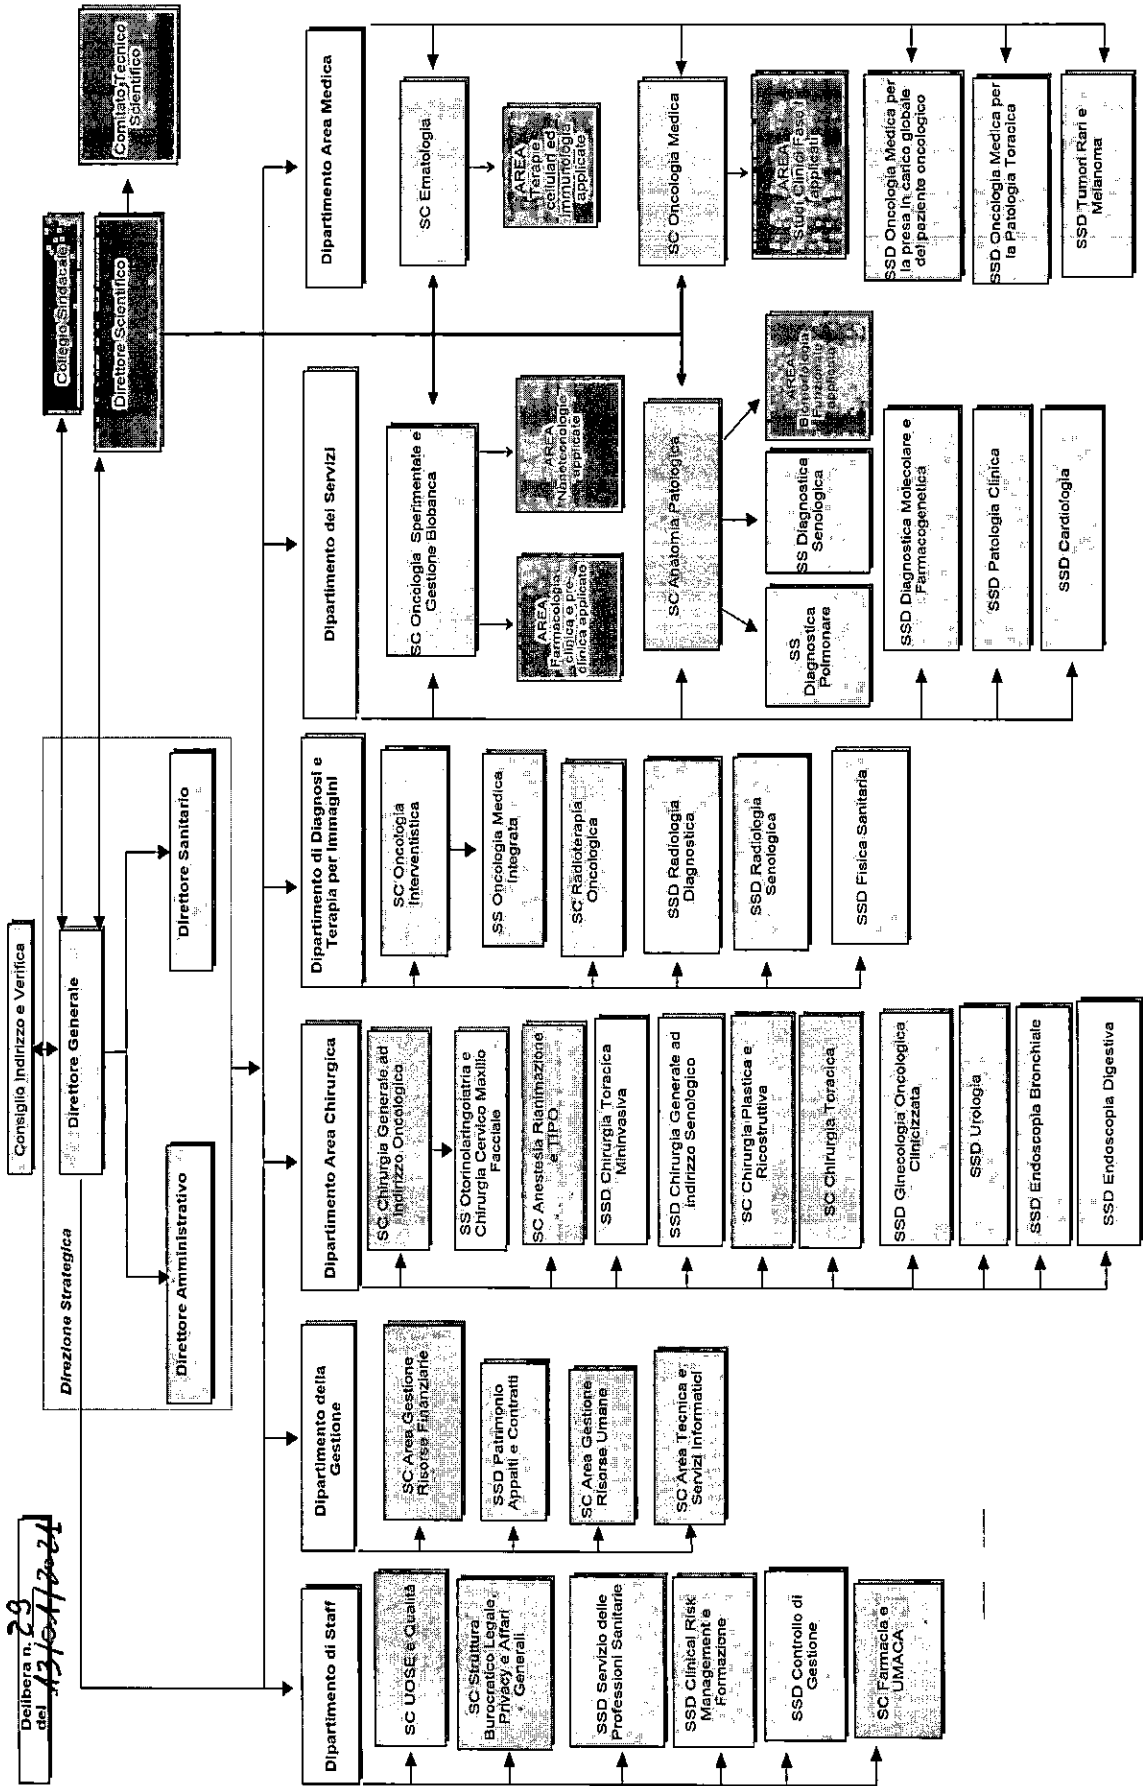 Delibera n. 29
del 13/01/2021
Consiglio Indirizzo e Verifica
Direzione Strategica
Direttore Generale
Direttore Amministrativo
Direttore Sanitario
Collegio Sindacale
Direttore Scientifico
Comitato Tecnico
Scientifico
Dipartimento di Staff
SC UOSE e Qualità
SC Struttura
Burocratico Legale,
Privacy e Affari
Generali
SSD Servizio delle
Professioni Sanitarie
SSD Clinical Risk
Management e
Formazione
SSD Controllo di
Gestione
SC Farmacia e
UMACA
Dipartimento della
Gestione
SC Area Gestione
Risorse Finanziarie
SSD Patrimonio
Appalti e Contratti
SC Area Gestione
Risorse Umane
SC Area Tecnica e
Servizi Informatici
Dipartimento Area Chirurgica
SC Chirurgia Generale ad
Indirizzo Oncologico
SS Otorinolaringoiatria e
Chirurgia Cervico Maxillo
Facciale
SC Anestesia Rianimazione
e TIPO
SSD Chirurgia Toracica
Mininvasiva
SSD Chirurgia Generale ad
indirizzo Senologico
SC Chirurgia Plastica e
Ricostruttiva
SC Chirurgia Toracica
SSD Ginecologia Oncologica
Clinicizzata
SSD Urologia
SSD Endoscopia Bronchiale
SSD Endoscopia Digestiva
Dipartimento di Diagnosi e
Terapia per Immagini
SC Oncologia
Interventistica
SS Oncologia Medica
Integrata
SC Radioterapia
Oncologica
SSD Radiologia
Diagnostica
SSD Radiologia
Senologica
SSD Fisica Sanitaria
Dipartimento dei Servizi
SC Oncologia Sperimentale e
Gestione Biobanca
AREA
Farmacologia
clinica e pre-
clinica applicato
AREA
Nanotecnologie
applicate
SC Anatomia Patologica
SS
Diagnostica
Polmonare
SS Diagnostica
Senologica
AREA
Biomorfologia
Funzionale
applicate
SSD Diagnostica Molecolare e
Farmacogenetica
SSD Patologia Clinica
SSD Cardiologia
Dipartimento Area Medica
SC Ematologia
AREA
Terapie
cellulari ed
immunologia
applicate
SC Oncologia Medica
AREA
Studi Clinici Fase I
applicati
SSD Oncologia Medica per
la presa in carico globale
del paziente oncologico
SSD Oncologia Medica per
la Patologia Toracica
SSD Tumori Rari e
Melanoma